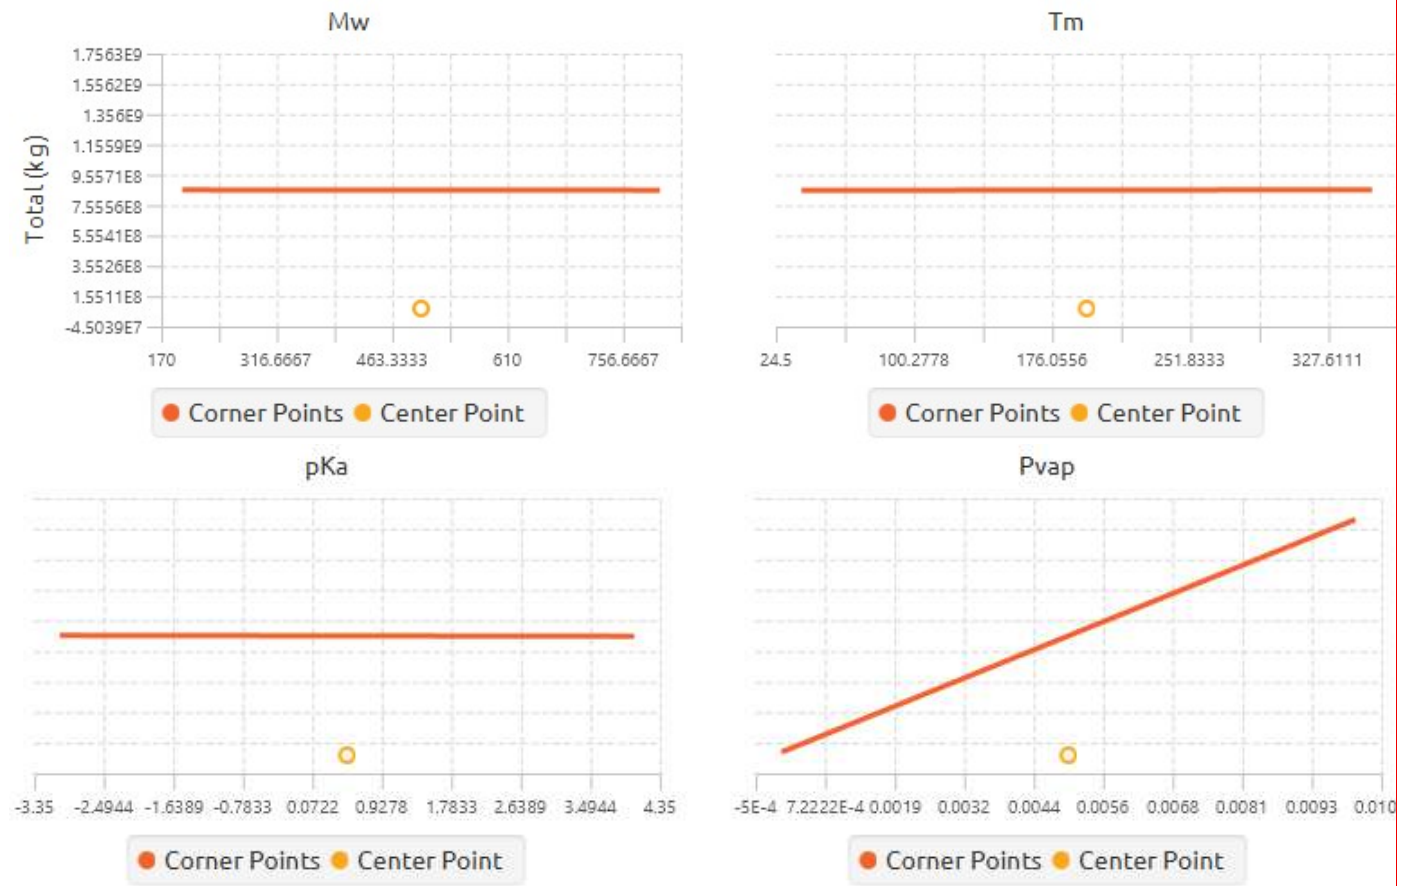 Mw
Tm
Total (kg)
1.7563E9
1.5562E9
1.356E9
1.1559E9
9.5571E8
7.5556E8
5.5541E8
3.5526E8
1.5511E8
-4.5039E7
170 316.6667 463.3333 610 756.6667
24.5 100.2778 176.0556 251.8333 327.6111
Corner Points Center Point
Corner Points Center Point
pKa
Pvap
-3.35 -2.4944 -1.6389 -0.7833 0.0722 0.9278 1.7833 2.6389 3.4944 4.35
-5E-4 7.2222E-4 0.0019 0.0032 0.0044 0.0056 0.0068 0.0081 0.0093 0.010
Corner Points Center Point
Corner Points Center Point